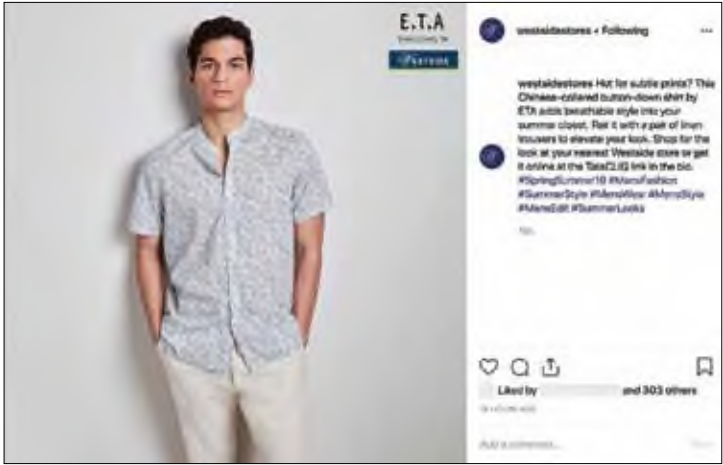 E.T.A
westsidestores • Following
westsidestores Hot for subtle prints? This
Chinese-collared button-down shirt by
ETA adds breathable style into your
summer closet. Pair it with a pair of linen
trousers to elevate your look. Shop for the
look at your nearest Westside store or get
it online at the TataCLiQ link in the bio.
#SpringSummer19 #MensFashion
#SummerStyle #MensWear #MensStyle
#MensEdit #SummerLooks
Liked by and 303 others
Add a comment...